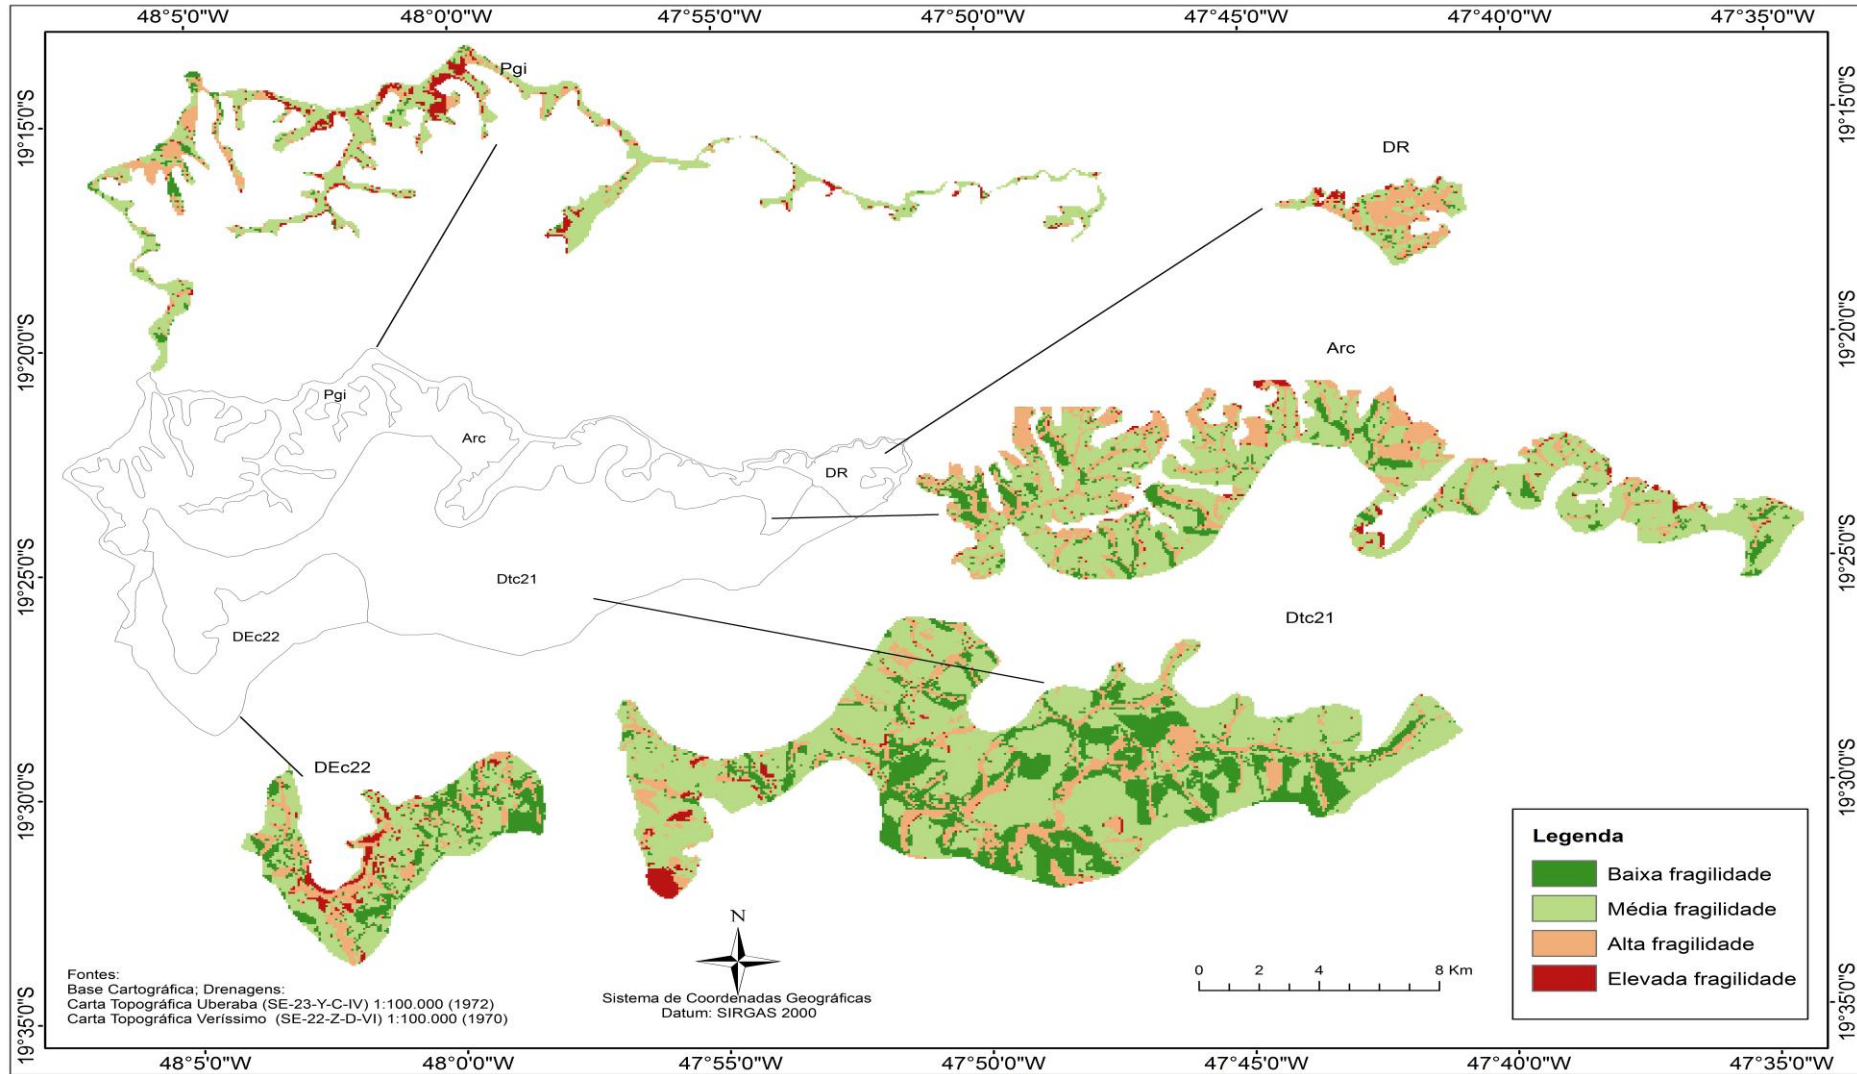 48°5'0"W 48°0'0"W 47°55'0"W 47°50'0"W 47°45'0"W 47°40'0"W 47°35'0"W
Pgi
19°15'0"S
19°15'0"S
DR
19°20'0"S
19°20'0"S
Arc
Pgi
Arc
DR
19°25'0"S
19°25'0"S
Dtc21
DEc22
Dtc21
DEc22
19°30'0"S
19°30'0"S
Legenda
Baixa fragilidade
Média fragilidade
Alta fragilidade
Elevada fragilidade
N
0 2 4 8 Km
Sistema de Coordenadas Geográficas
Datum: SIRGAS 2000
Fontes:
Base Cartográfica; Drenagens:
Carta Topográfica Uberaba (SE-23-Y-C-IV) 1:100.000 (1972)
Carta Topográfica Veríssimo (SE-22-Z-D-VI) 1:100.000 (1970)
19°35'0"S
19°35'0"S
48°5'0"W 48°0'0"W 47°55'0"W 47°50'0"W 47°45'0"W 47°40'0"W 47°35'0"W